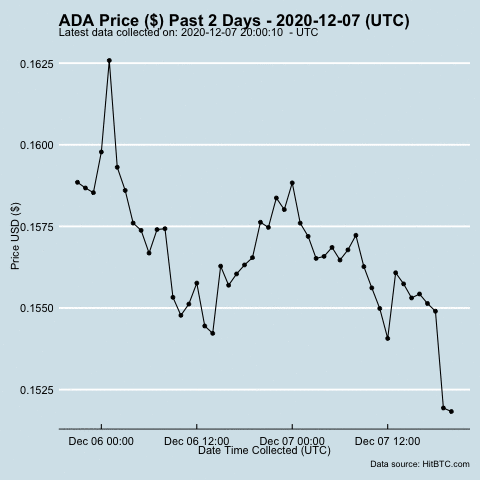 ADA Price ($) Past 2 Days - 2020-12-07 (UTC)
Latest data collected on: 2020-12-07 20:00:10 - UTC
0.1625
0.1600
0.1575
0.1550
0.1525
Price USD ($)
Dec 06 00:00 Dec 06 12:00 Dec 07 00:00 Dec 07 12:00
Date Time Collected (UTC)
Data source: HitBTC.com